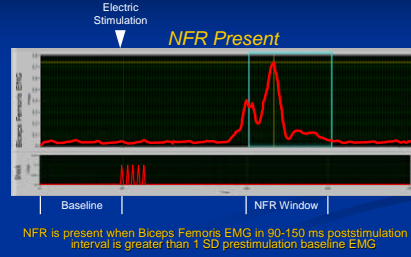 Electric
Stimulation
NFR Present
Biceps Femoris EMG
Shock
Baseline
NFR Window
NFR is present when Biceps Femoris EMG in 90-150 ms poststimulation
interval is greater than 1 SD prestimulation baseline EMG